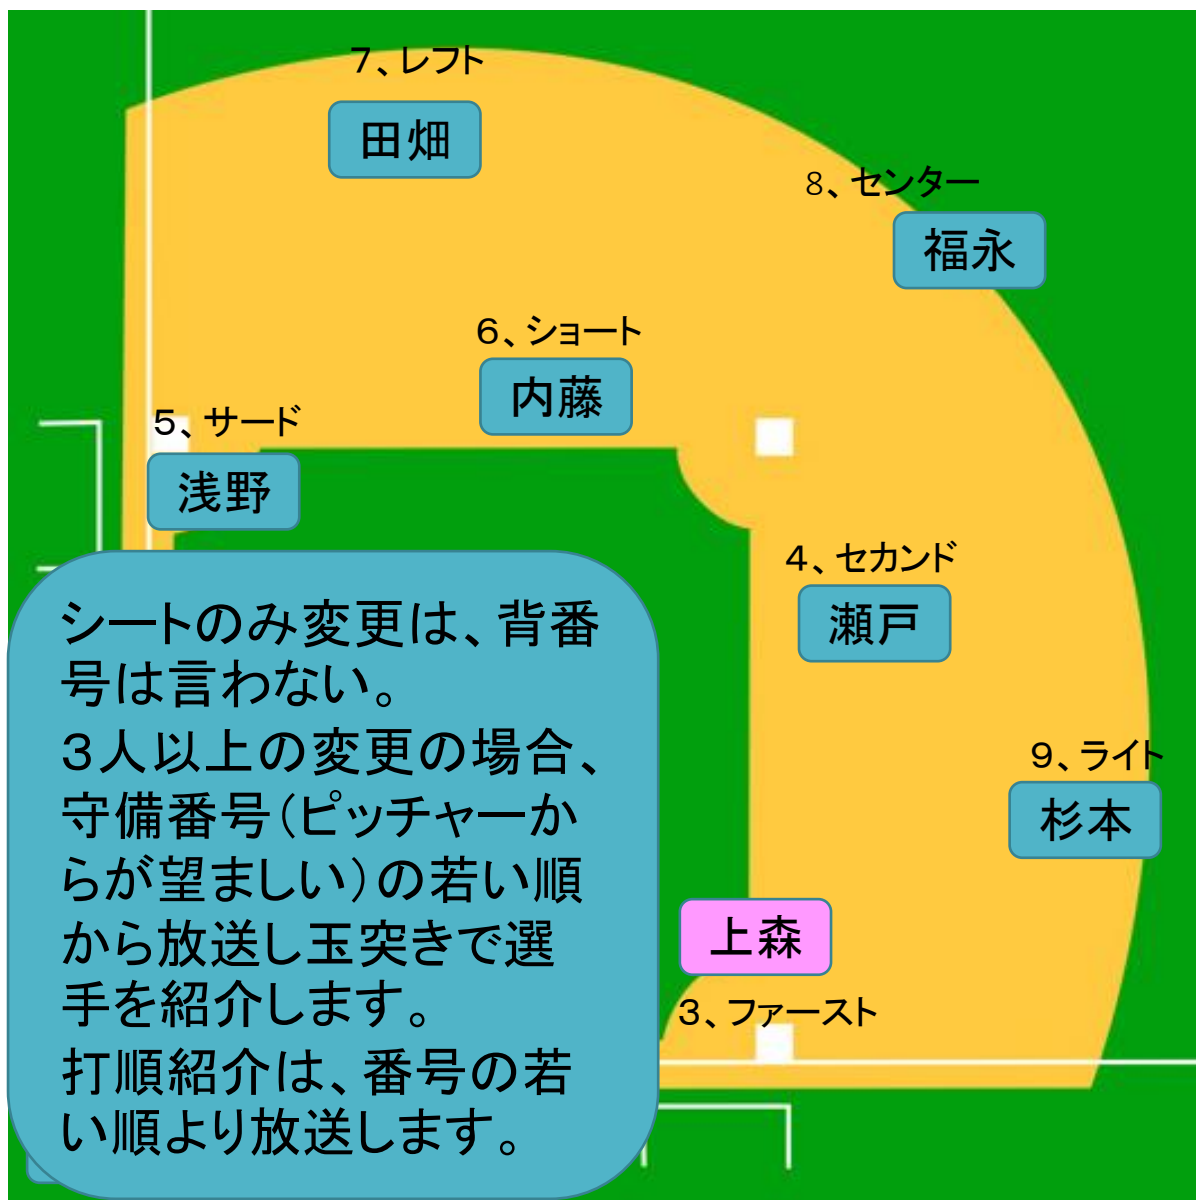 7、レフト
田畑
8、センター
福永
6、ショート
内藤
5、サード
浅野
4、セカンド
瀬戸
9、ライト
杉本
上森
3、ファースト
シートのみ変更は、背番
号は言わない。
3人以上の変更の場合、
守備番号(ピッチャーか
らが望ましい)の若い順
から放送し玉突きで選
手を紹介します。
打順紹介は、番号の若
い順より放送します。